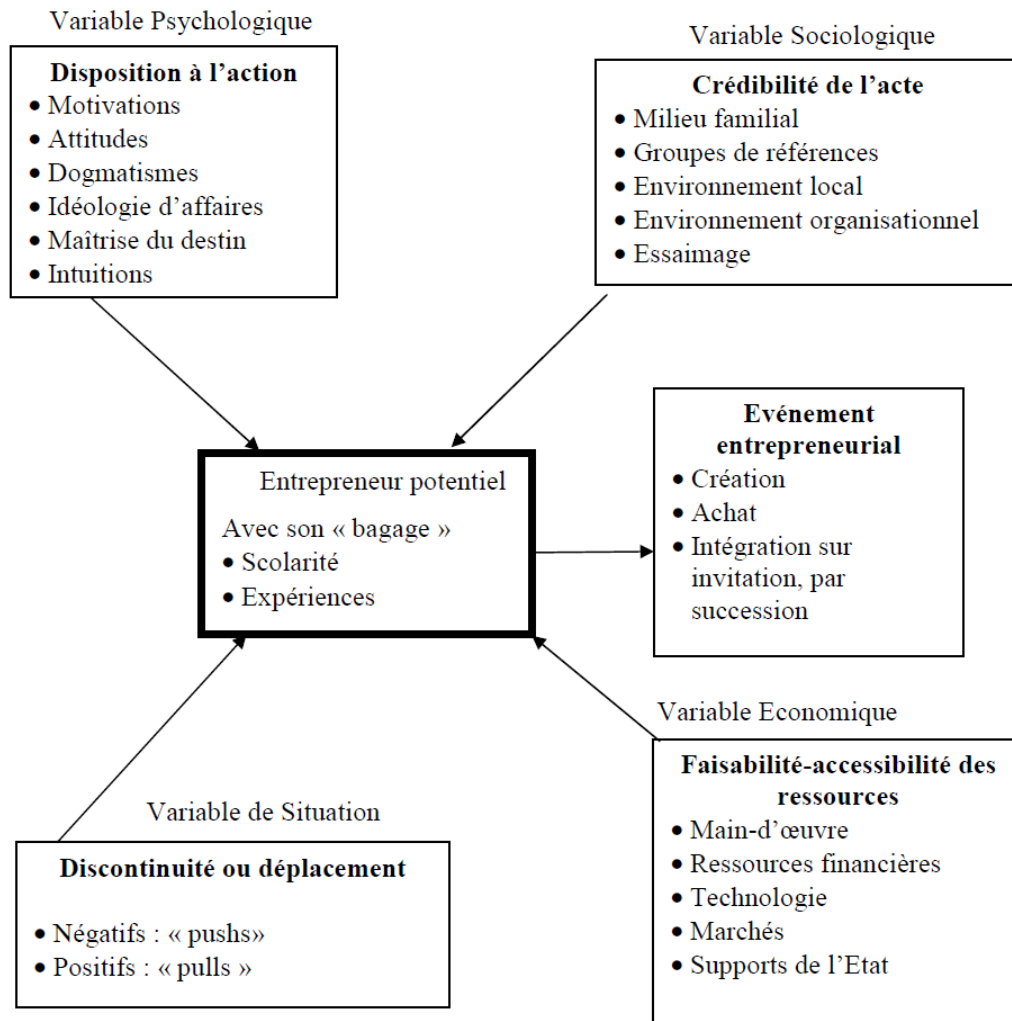 Variable Psychologique
Disposition à l’action
• Motivations
• Attitudes
• Dogmatismes
• Idéologie d’affaires
• Maîtrise du destin
• Intuitions
Variable Sociologique
Crédibilité de l’acte
• Milieu familial
• Groupes de références
• Environnement local
• Environnement organisationnel
• Essaimage
Entrepreneur potentiel
Avec son « bagage »
• Scolarité
• Expériences
Evénement
entrepreneurial
• Création
• Achat
• Intégration sur
invitation, par
succession
Variable de Situation
Discontinuité ou déplacement
• Négatifs : « pushs»
• Positifs : « pulls »
Variable Economique
Faisabilité-accessibilité des
ressources
• Main-d’œuvre
• Ressources financières
• Technologie
• Marchés
• Supports de l’Etat